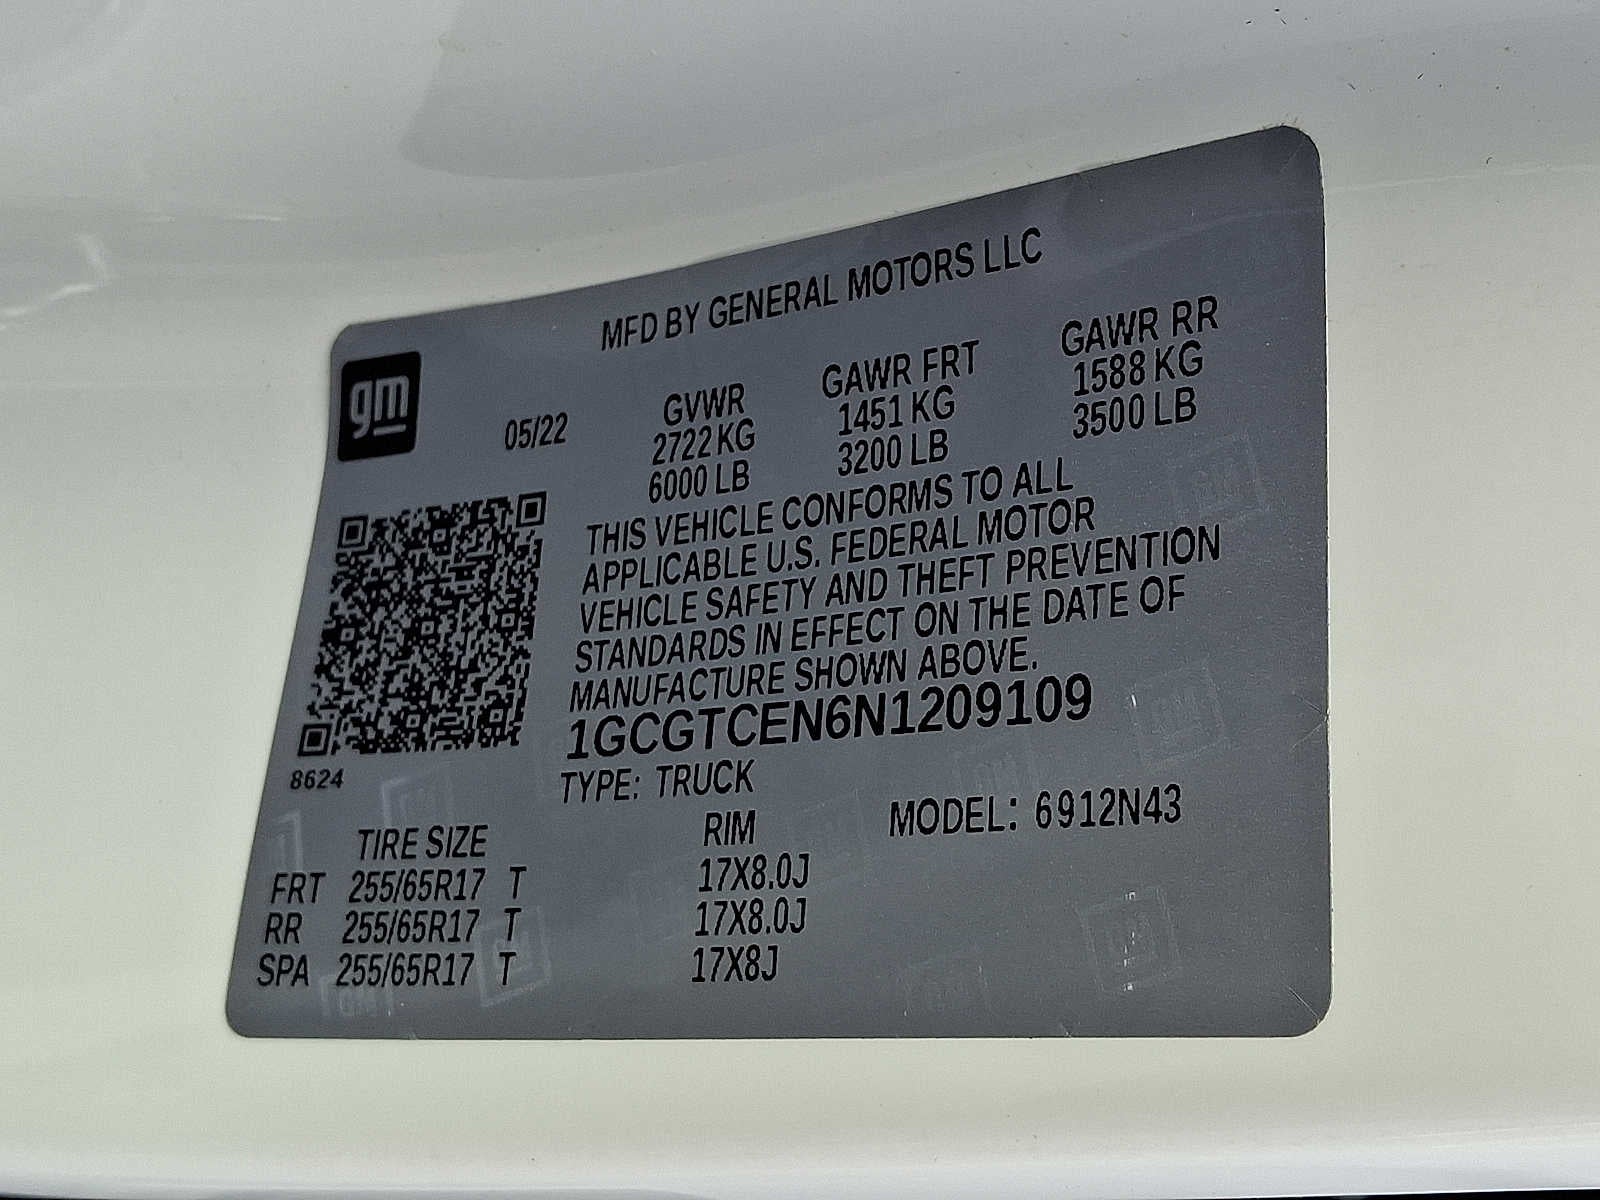 MFD BY GENERAL MOTORS LLC
gm
05/22
GVWR
2722 KG
6000 LB
GAWR FRT
1451 KG
3200 LB
GAWR RR
1588 KG
3500 LB
THIS VEHICLE CONFORMS TO ALL
APPLICABLE U.S. FEDERAL MOTOR
VEHICLE SAFETY AND THEFT PREVENTION
STANDARDS IN EFFECT ON THE DATE OF
MANUFACTURE SHOWN ABOVE.
1GCGTCEN6N1209109
8624
TYPE: TRUCK
MODEL: 6912N43
TIRE SIZE RIM
FRT 255/65R17 T 17X8.0J
RR 255/65R17 T 17X8.0J
SPA 255/65R17 T 17X8J